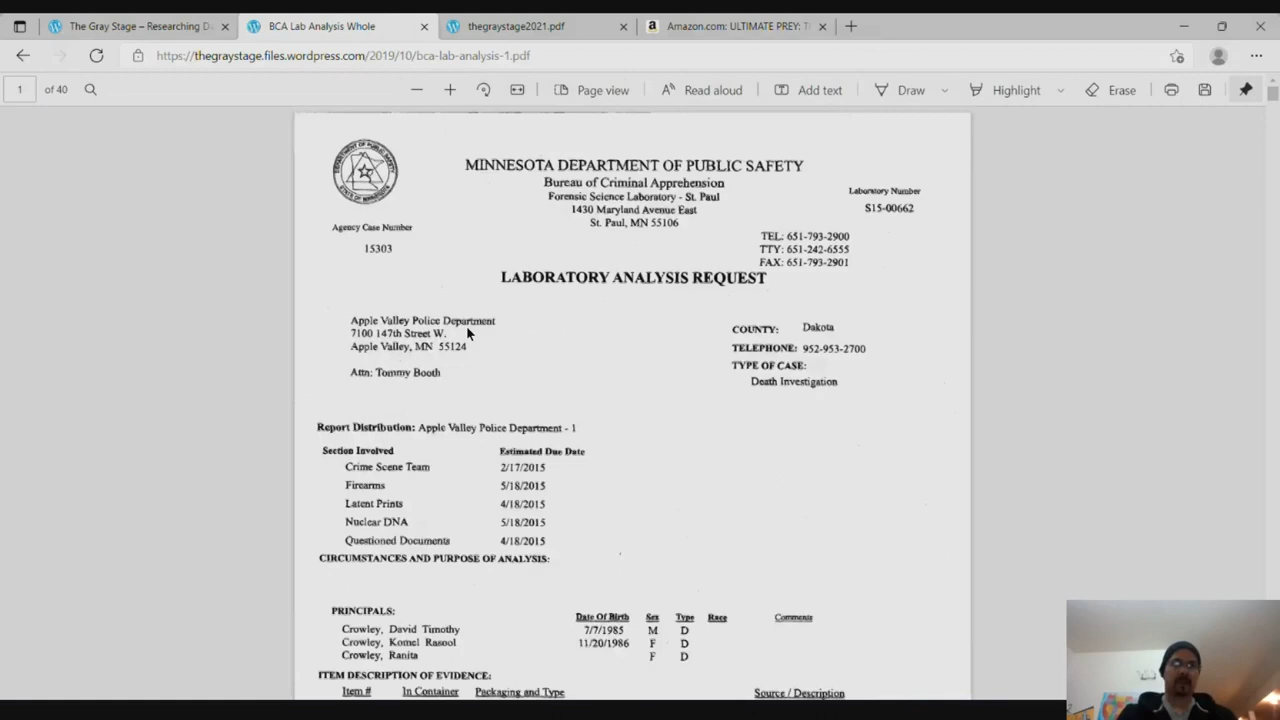 The Gray Stage – Researching D
BCA Lab Analysis Whole
thegraystage2021.pdf
Amazon.com: ULTIMATE PREY: T
https://thegraystage.files.wordpress.com/2019/10/bca-lab-analysis-1.pdf
1 of 40
Page view
Read aloud
Add text
Draw
Highlight
Erase
MINNESOTA DEPARTMENT OF PUBLIC SAFETY
Bureau of Criminal Apprehension
Forensic Science Laboratory - St. Paul
1430 Maryland Avenue East
St. Paul, MN 55106
Laboratory Number
S15-00662
Agency Case Number
15303
TEL: 651-793-2900
TTY: 651-242-6555
FAX: 651-793-2901
LABORATORY ANALYSIS REQUEST
Apple Valley Police Department
7100 147th Street W.
Apple Valley, MN 55124
Attn: Tommy Booth
COUNTY: Dakota
TELEPHONE: 952-953-2700
TYPE OF CASE:
Death Investigation
Report Distribution: Apple Valley Police Department - 1
Section Involved Estimated Due Date
Crime Scene Team 2/17/2015
Firearms 5/18/2015
Latent Prints 4/18/2015
Nuclear DNA 5/18/2015
Questioned Documents 4/18/2015
CIRCUMSTANCES AND PURPOSE OF ANALYSIS:
PRINCIPALS: Date Of Birth Sex Type Race Comments
Crowley, David Timothy 7/7/1985 M D
Crowley, Komel Rasool 11/20/1986 F D
Crowley, Ranita F D
ITEM DESCRIPTION OF EVIDENCE:
Item # In Container Packaging and Type Source / Description